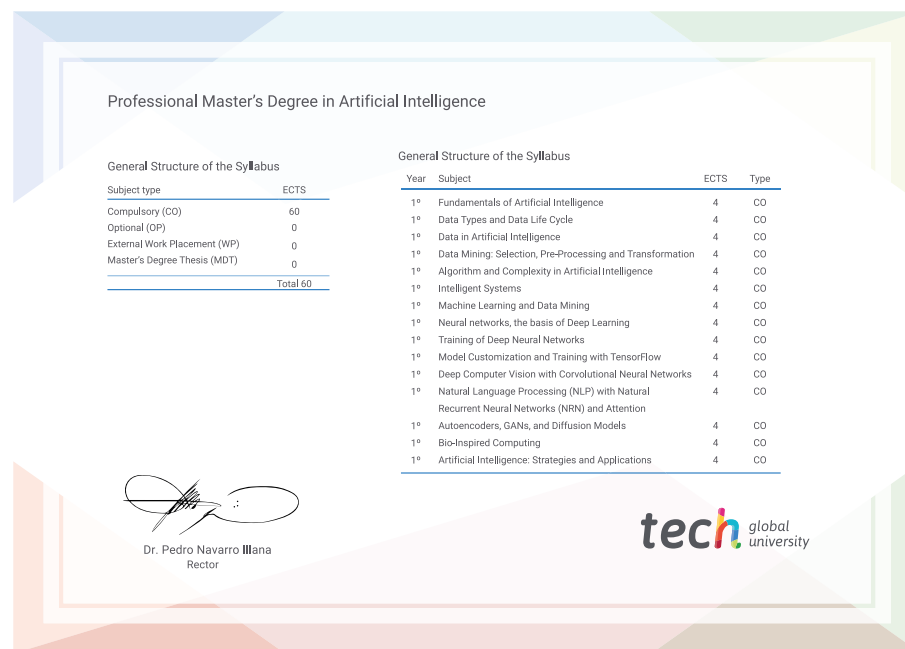 Professional Master's Degree in Artificial Intelligence
General Structure of the Syllabus
Subject type ECTS
Compulsory (CO) 60
Optional (OP) 0
External Work Placement (WP) 0
Master's Degree Thesis (MDT) 0
Total 60
General Structure of the Syllabus
Year Subject ECTS Type
1º Fundamentals of Artificial Intelligence 4 CO
1º Data Types and Data Life Cycle 4 CO
1º Data in Artificial Intelligence 4 CO
1º Data Mining: Selection, Pre-Processing and Transformation 4 CO
1º Algorithm and Complexity in Artificial Intelligence 4 CO
1º Intelligent Systems 4 CO
1º Machine Learning and Data Mining 4 CO
1º Neural networks, the basis of Deep Learning 4 CO
1º Training of Deep Neural Networks 4 CO
1º Model Customization and Training with TensorFlow 4 CO
1º Deep Computer Vision with Corvolutional Neural Networks 4 CO
1º Natural Language Processing (NLP) with Natural 4 CO
Recurrent Neural Networks (NRN) and Attention
1º Autoencoders, GANs, and Diffusion Models 4 CO
1º Bio-Inspired Computing 4 CO
1º Artificial Intelligence: Strategies and Applications 4 CO
Dr. Pedro Navarro Illana
Rector
tech global
university